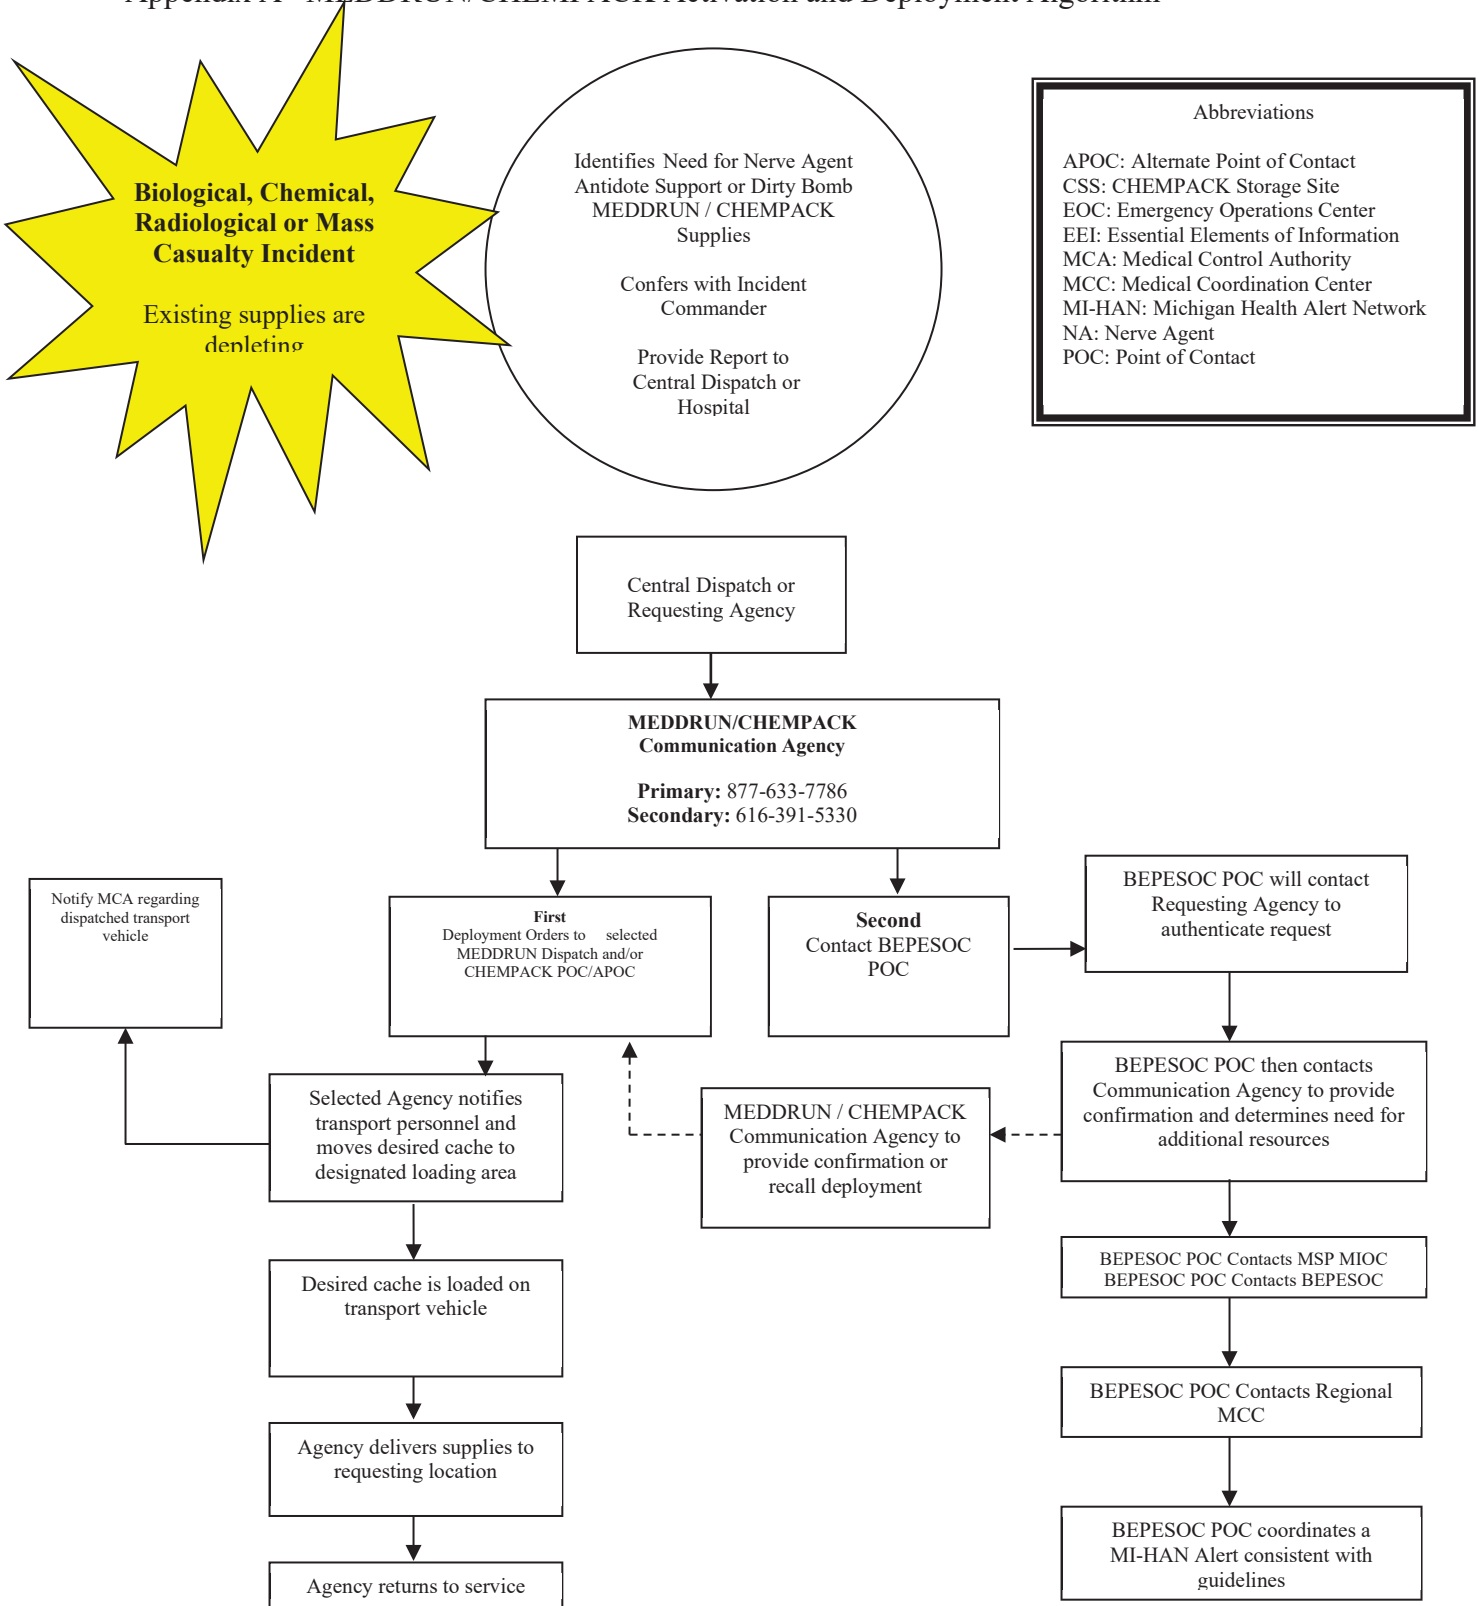 Appendix A - MEDDRUN/CHEMPACK Activation and Deployment Algorithm
Biological, Chemical,
Radiological or Mass
Casualty Incident
Existing supplies are
depleting
Identifies Need for Nerve Agent
Antidote Support or Dirty Bomb
MEDDRUN / CHEMPACK
Supplies
Confers with Incident
Commander
Provide Report to
Central Dispatch or
Hospital
Abbreviations
APOC: Alternate Point of Contact
CSS: CHEMPACK Storage Site
EOC: Emergency Operations Center
EEI: Essential Elements of Information
MCA: Medical Control Authority
MCC: Medical Coordination Center
MI-HAN: Michigan Health Alert Network
NA: Nerve Agent
POC: Point of Contact
Central Dispatch or
Requesting Agency
MEDDRUN/CHEMPACK
Communication Agency
Primary: 877-633-7786
Secondary: 616-391-5330
Notify MCA regarding
dispatched transport
vehicle
First
Deployment Orders to selected
MEDDRUN Dispatch and/or
CHEMPACK POC/APOC
Second
Contact BEPESOC
POC
BEPESOC POC will contact
Requesting Agency to
authenticate request
Selected Agency notifies
transport personnel and
moves desired cache to
designated loading area
MEDDRUN / CHEMPACK
Communication Agency to
provide confirmation or
recall deployment
BEPESOC POC then contacts
Communication Agency to provide
confirmation and determines need for
additional resources
Desired cache is loaded on
transport vehicle
BEPESOC POC Contacts MSP MIOC
BEPESOC POC Contacts BEPESOC
Agency delivers supplies to
requesting location
BEPESOC POC Contacts Regional
MCC
Agency returns to service
BEPESOC POC coordinates a
MI-HAN Alert consistent with
guidelines